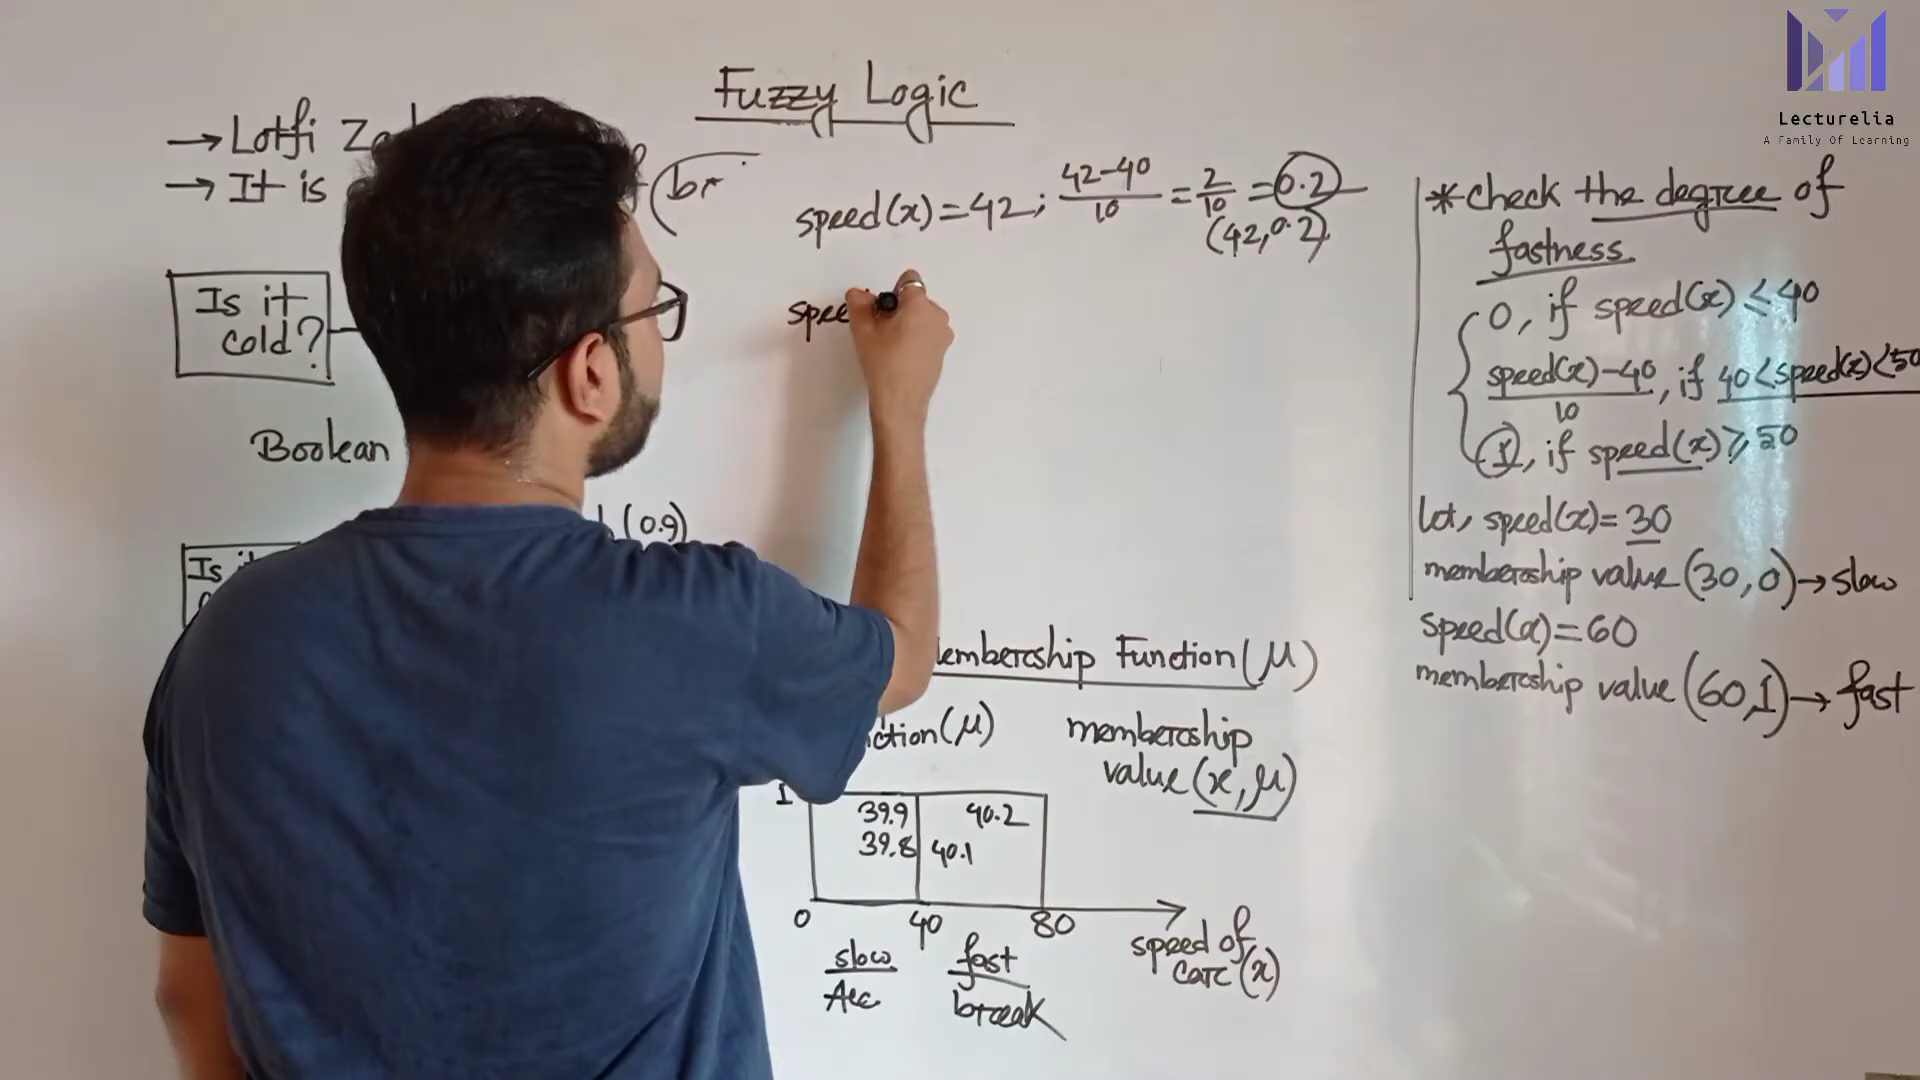 Fuzzy Logic
→ Lotfi
→ It is
(br
Is it
cold?
Boolean
(0.9)
Is
speed(x) = 42; 42-40/10 = 2/10 = 0.2
(42, 0.2)
spee
Membership Function (μ)
ction (μ)
membership
value (x, μ)
1
39.9
39.8
40.2
40.1
0
40
80
slow
Acc
fast
break
speed of
car (x)
* check the degree of
fastness
0, if speed(x) ≤ 40
speed(x)-40/10, if 40<speed(x)<50
1, if speed(x) ≥ 50
let, speed(x) = 30
membership value (30, 0) → slow
speed(x) = 60
membership value (60, 1) → fast
Lecturelia
A Family Of Learning